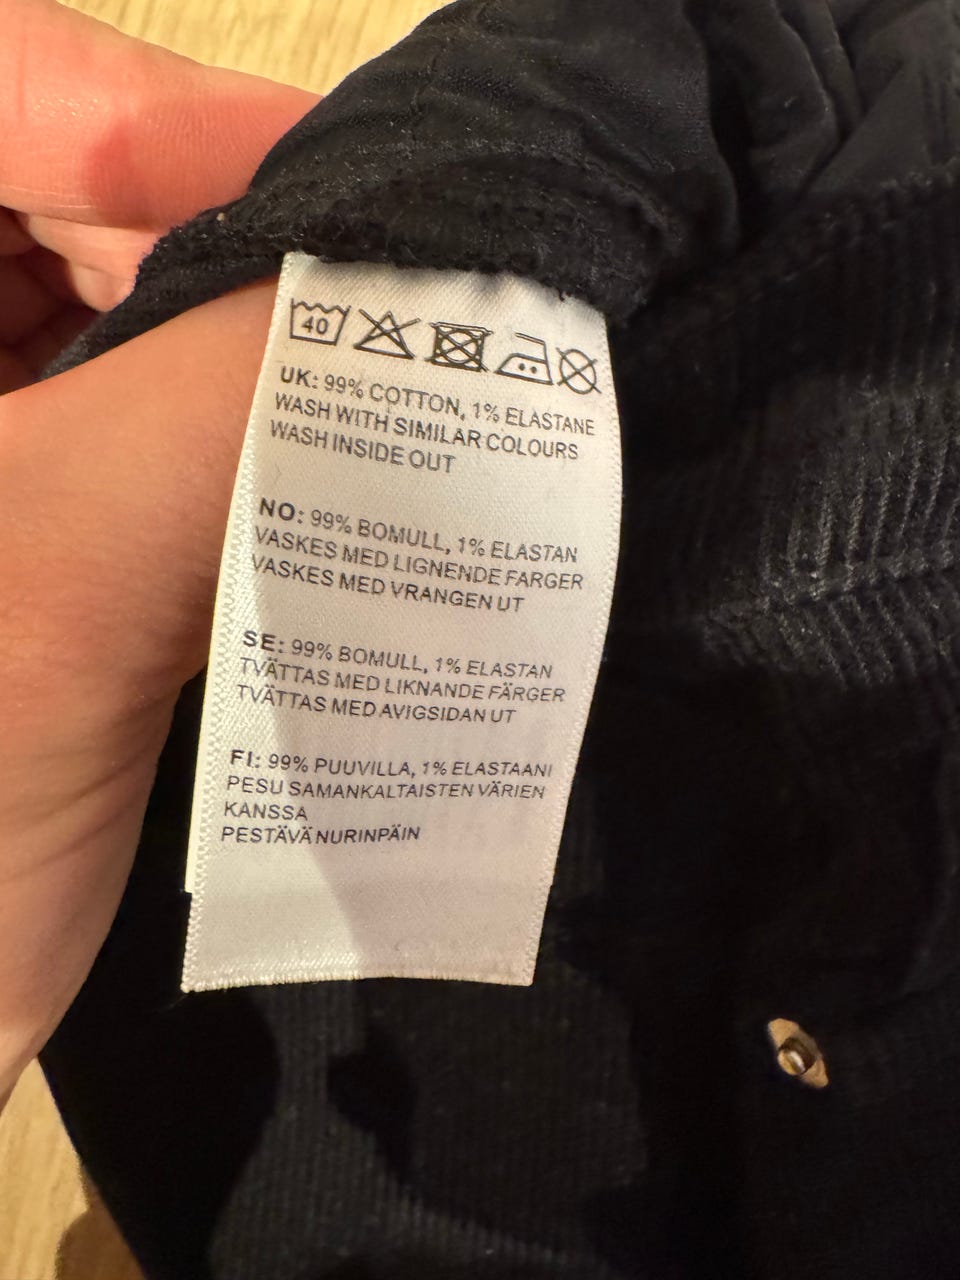 40
UK: 99% COTTON, 1% ELASTANE
WASH WITH SIMILAR COLOURS
WASH INSIDE OUT
NO: 99% BOMULL, 1% ELASTAN
VASKES MED LIGNENDE FARGER
VASKES MED VRANGEN UT
SE: 99% BOMULL, 1% ELASTAN
TVÄTTAS MED LIKNANDE FÄRGER
TVÄTTAS MED AVIGSIDAN UT
FI: 99% PUUVILLA, 1% ELASTAANI
PESU SAMANKALTAISTEN VÄRIEN
KANSSA
PESTÄVÄ NURINPÄIN